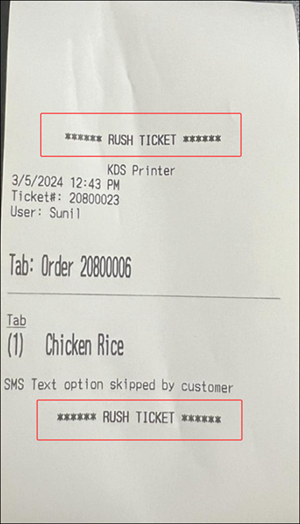 ****** RUSH TICKET ******
KDS Printer
3/5/2024 12:43 PM
Ticket#: 20800023
User: Sunil
Tab: Order 20800006
Tab
(1) Chicken Rice
SMS Text option skipped by customer
****** RUSH TICKET ******